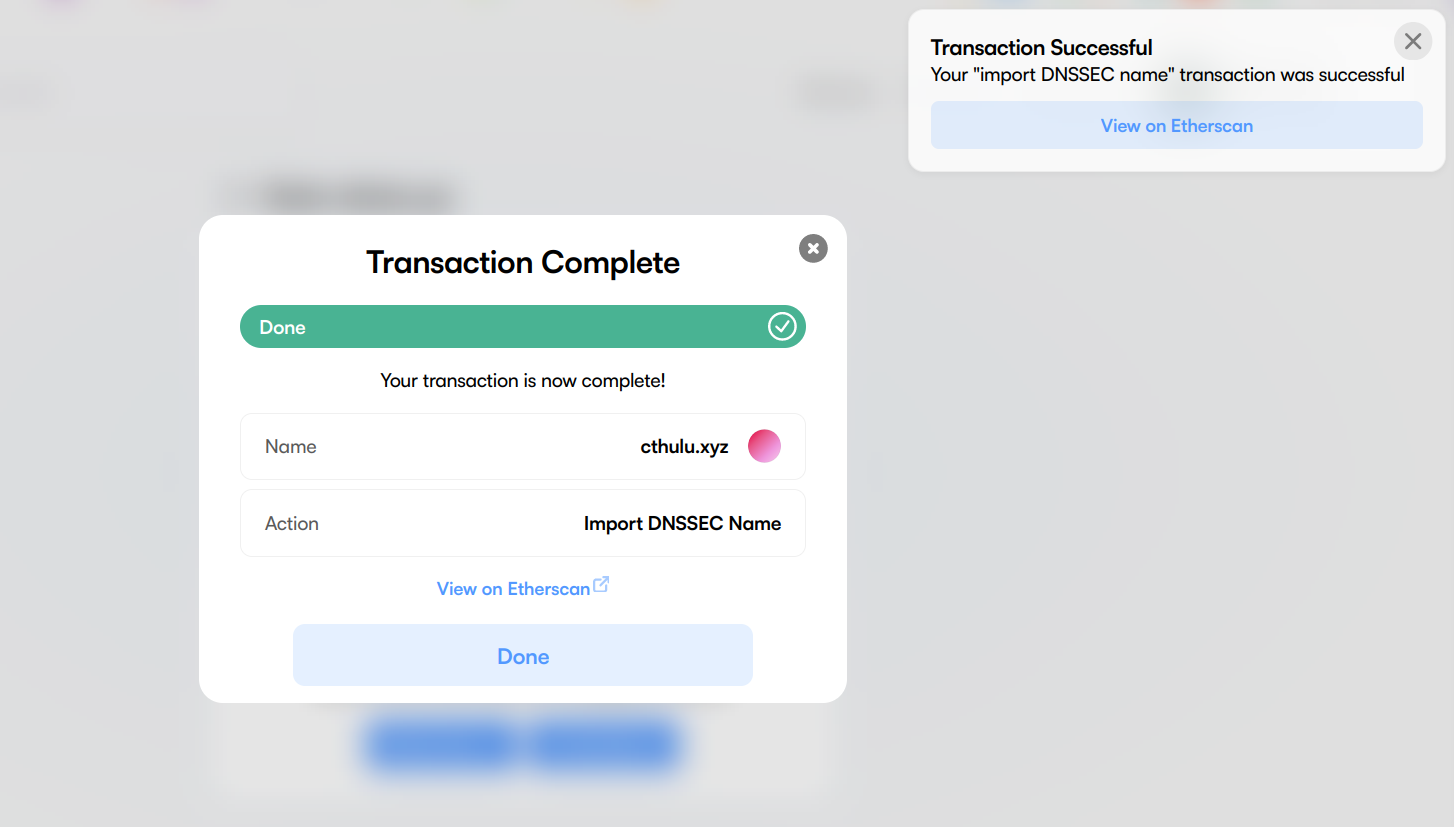 Transaction Successful
Your "import DNSSEC name" transaction was successful
View on Etherscan
Transaction Complete
Done
Your transaction is now complete!
Name cthulu.xyz
Action Import DNSSEC Name
View on Etherscan
Done